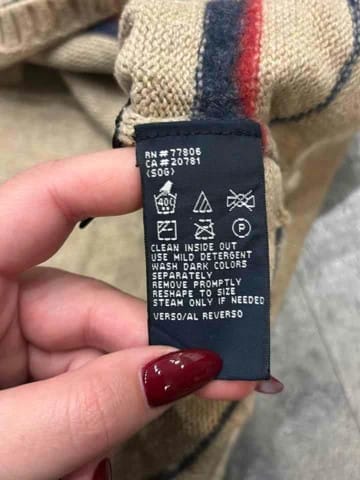 RN#77806
CA#20781
(SOG)
40C
P
CLEAN INSIDE OUT
USE MILD DETERGENT
WASH DARK COLORS
SEPARATELY
REMOVE PROMPTLY
RESHAPE TO SIZE
STEAM ONLY IF NEEDED
VERSO/AL REVERSO